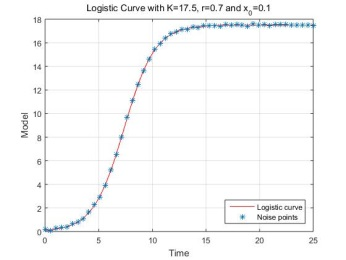 Logistic Curve with K=17.5, r=0.7 and x0=0.1
18
16
14
12
10
8
6
4
2
0
Model
0 5 10 15 20 25
Time
Logistic curve
Noise points